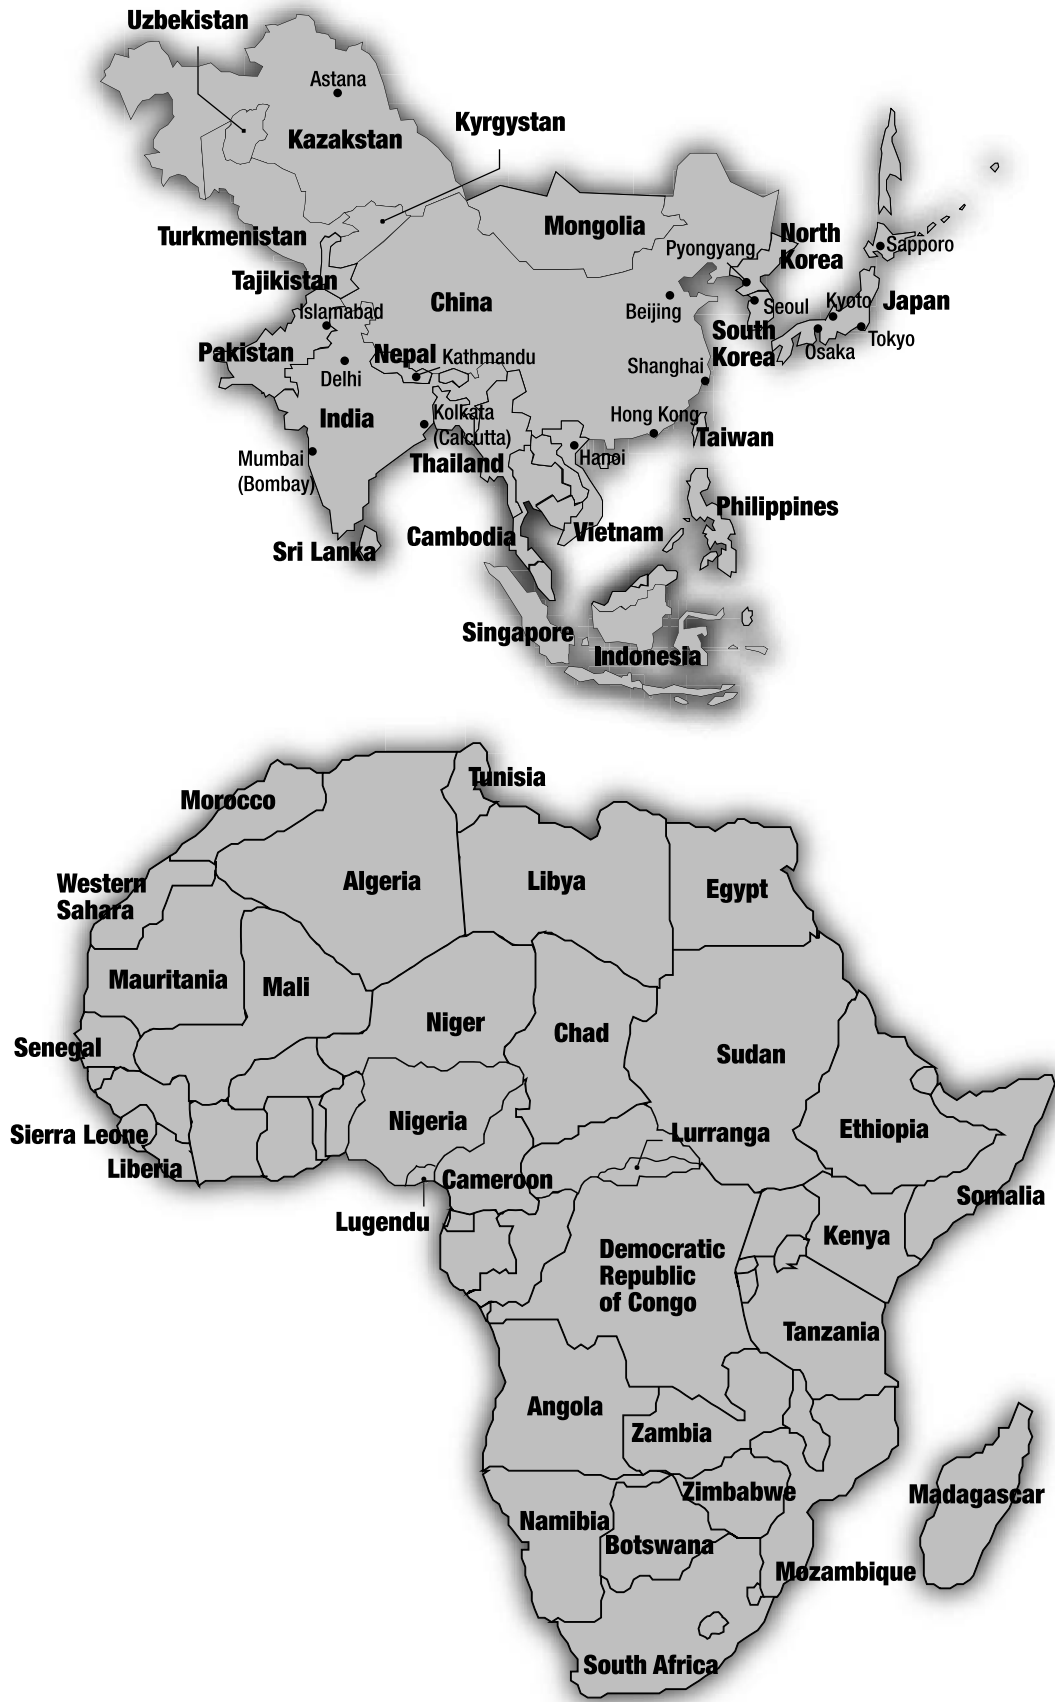 Uzbekistan
Astana
Kyrgystan
Kazakstan
Mongolia
North
Korea
Turkmenistan
Pyongyang
Sapporo
Tajikistan
China
Islamabad
Beijing
Seoul
Kyoto
Japan
South
Korea
Tokyo
Osaka
Pakistan
Nepal
Kathmandu
Delhi
Shanghai
India
Kolkata
(Calcutta)
Hong Kong
Taiwan
Mumbai
(Bombay)
Thailand
Hanoi
Philippines
Cambodia
Vietnam
Sri Lanka
Singapore
Indonesia
Tunisia
Morocco
Western
Sahara
Algeria
Libya
Egypt
Mauritania
Mali
Niger
Chad
Senegal
Sudan
Nigeria
Sierra Leone
Lurranga
Ethiopia
Liberia
Cameroon
Somalia
Lugendu
Kenya
Democratic
Republic
of Congo
Tanzania
Angola
Zambia
Zimbabwe
Madagascar
Namibia
Botswana
Mozambique
South Africa